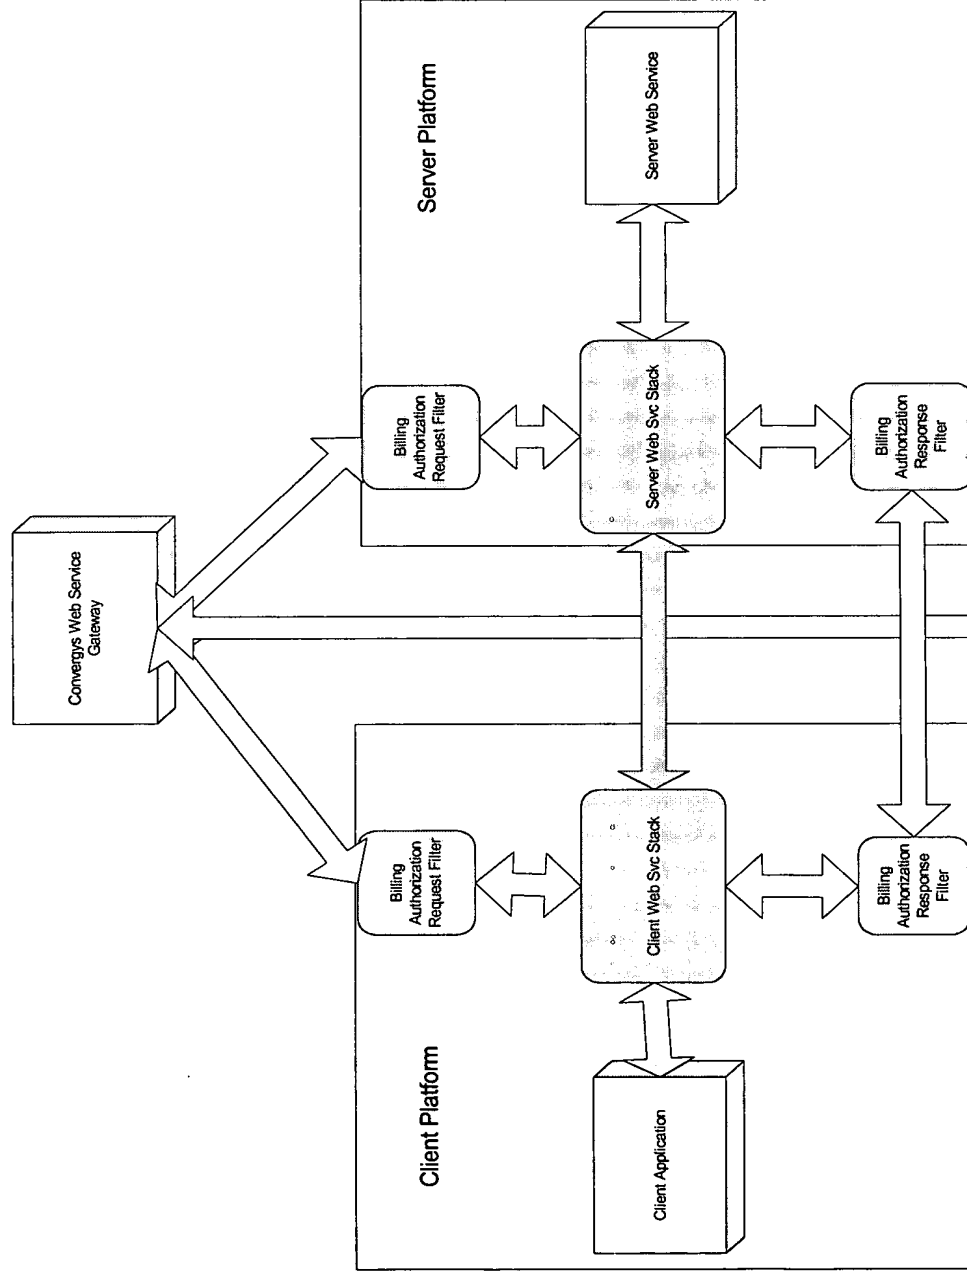 Convergys Web Service
Gateway
Client Platform
Server Platform
Billing
Authorization
Request Filter
Billing
Authorization
Request Filter
Client Application
Client Web Svc Stack
Server Web Svc Stack
Server Web Service
Billing
Authorization
Response
Filter
Billing
Authorization
Response
Filter